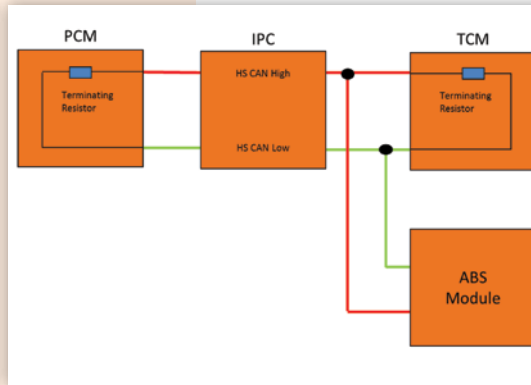 PCM
IPC
TCM
Terminating
Resistor
HS CAN High
HS CAN Low
Terminating
Resistor
ABS
Module